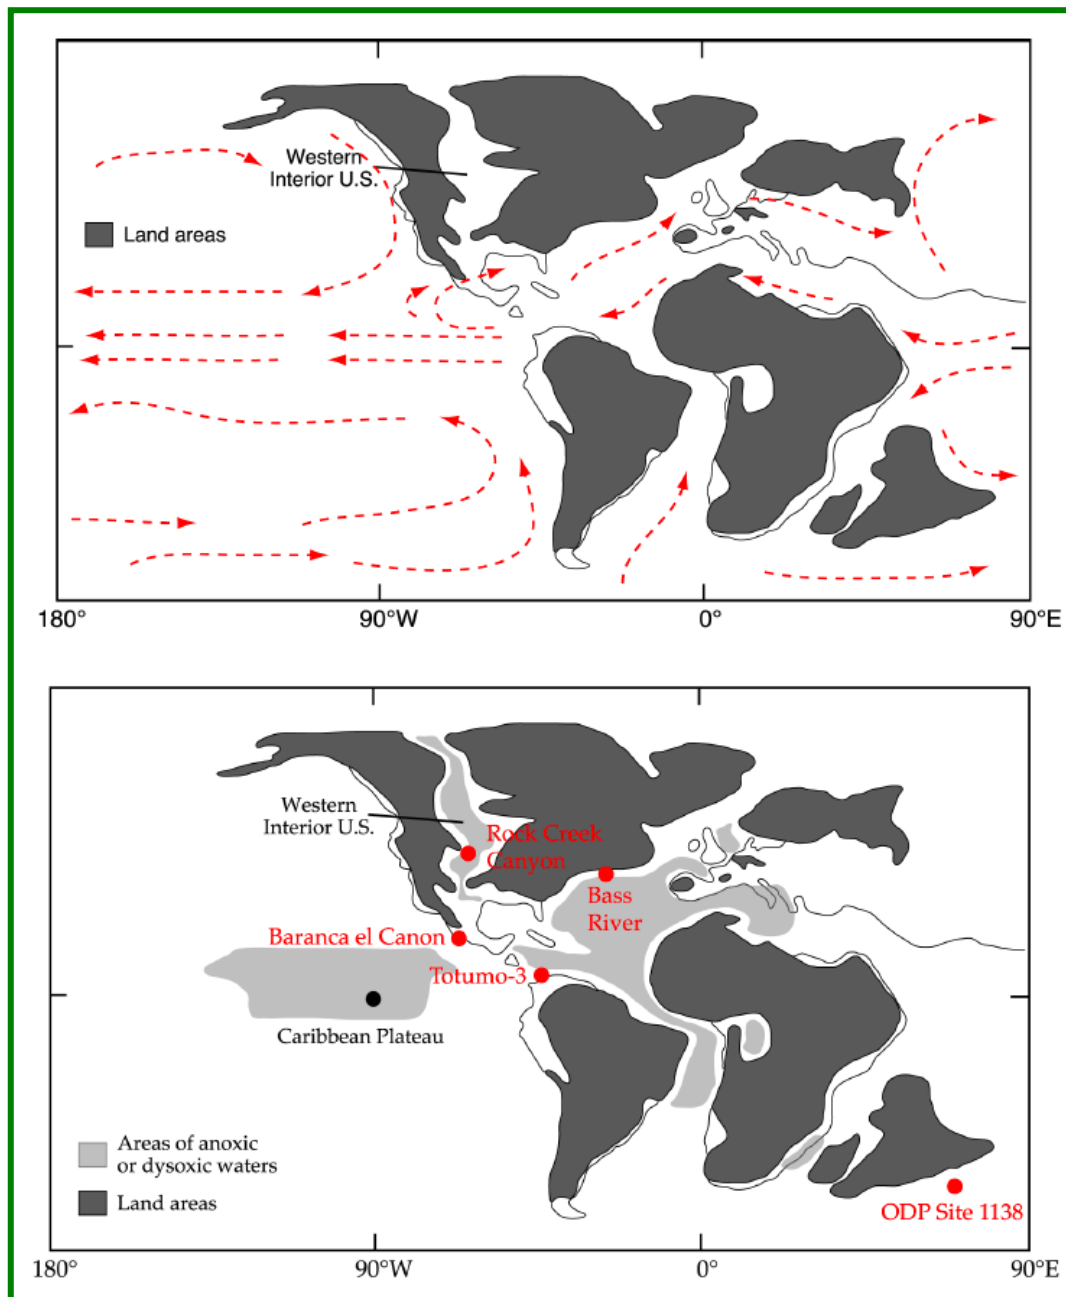 Western
Interior U.S.
Land areas
180°
90°W
0°
90°E
Western
Interior U.S.
Rock Creek
Canyon
Bass
River
Baranca el Canon
Totumo-3
Caribbean Plateau
Areas of anoxic
or dysoxic waters
Land areas
ODP Site 1138
180°
90°W
0°
90°E